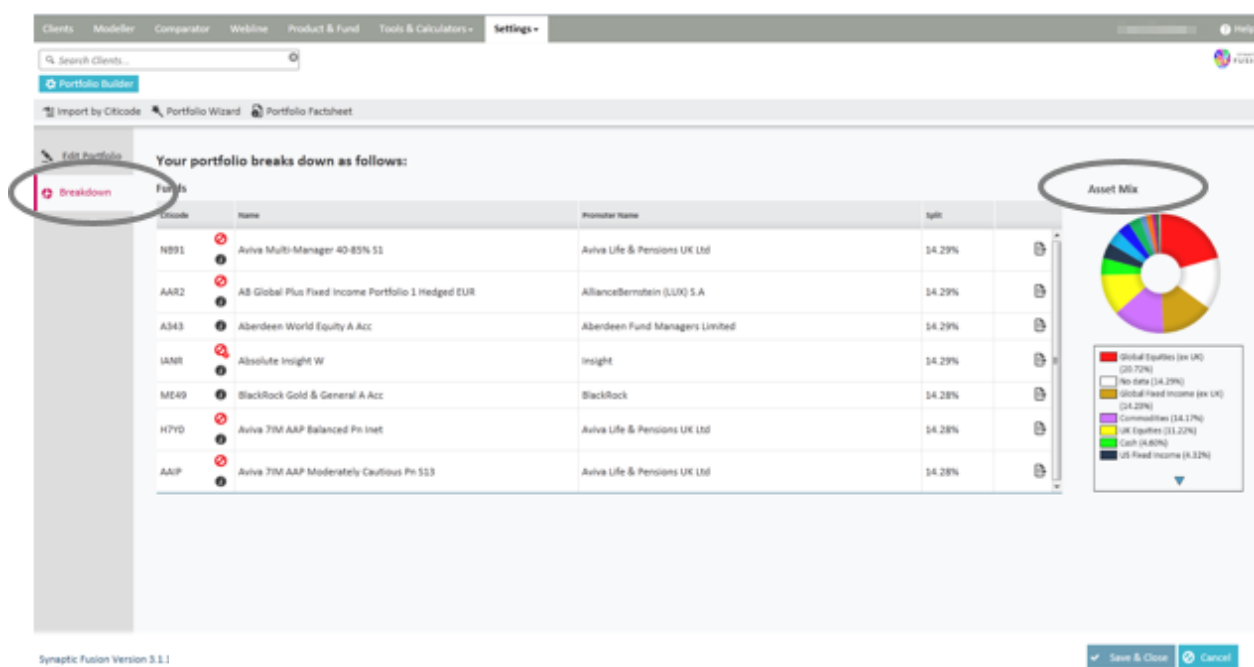 Clients Modeller Comparator Webline Product & Fund Tools & Calculators Settings Help
Search Clients...
Portfolio Builder
Import by Citicode Portfolio Wizard Portfolio Factsheet
Edit Portfolio
Breakdown
Your portfolio breaks down as follows:
Funds
Asset Mix
Citicode Name Promoter Name Split
NB91 Aviva Multi-Manager 40-85% S1 Aviva Life & Pensions UK Ltd 14.29%
AAR2 AB Global Plus Fixed Income Portfolio 1 Hedged EUR AllianceBernstein (LUX) S.A 14.29%
A343 Aberdeen World Equity A Acc Aberdeen Fund Managers Limited 14.29%
IANR Absolute Insight W Insight 14.29%
ME49 BlackRock Gold & General A Acc BlackRock 14.28%
H7Y0 Aviva 7IM AAP Balanced Pn Inet Aviva Life & Pensions UK Ltd 14.28%
AAIP Aviva 7IM AAP Moderately Cautious Pn S13 Aviva Life & Pensions UK Ltd 14.28%
Global Equities (ex UK)
(20.72%)
No data (14.29%)
Global Fixed Income (ex UK)
(14.20%)
Commodities (14.17%)
UK Equities (11.22%)
Cash (4.60%)
US Fixed Income (4.32%)
Synaptic Fusion Version 3.1.
Save & Close Cancel